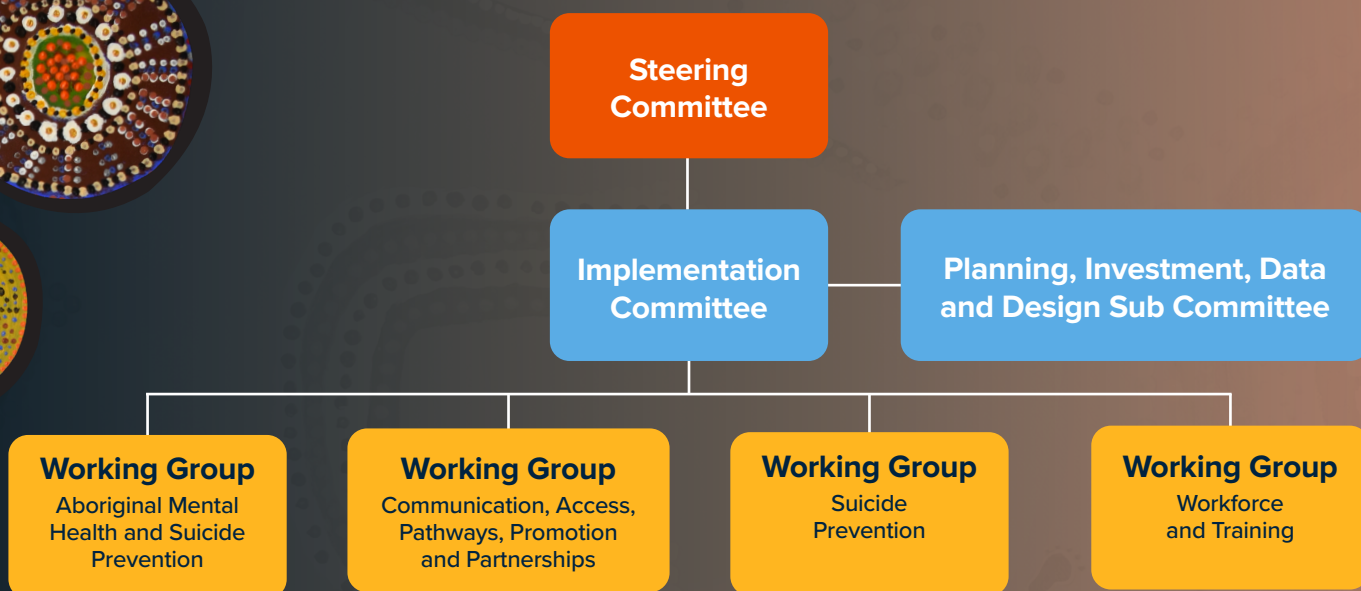 Steering
Committee
Implementation
Committee
Planning, Investment, Data
and Design Sub Committee
Working Group
Aboriginal Mental
Health and Suicide
Prevention
Working Group
Communication, Access,
Pathways, Promotion
and Partnerships
Working Group
Suicide
Prevention
Working Group
Workforce
and Training